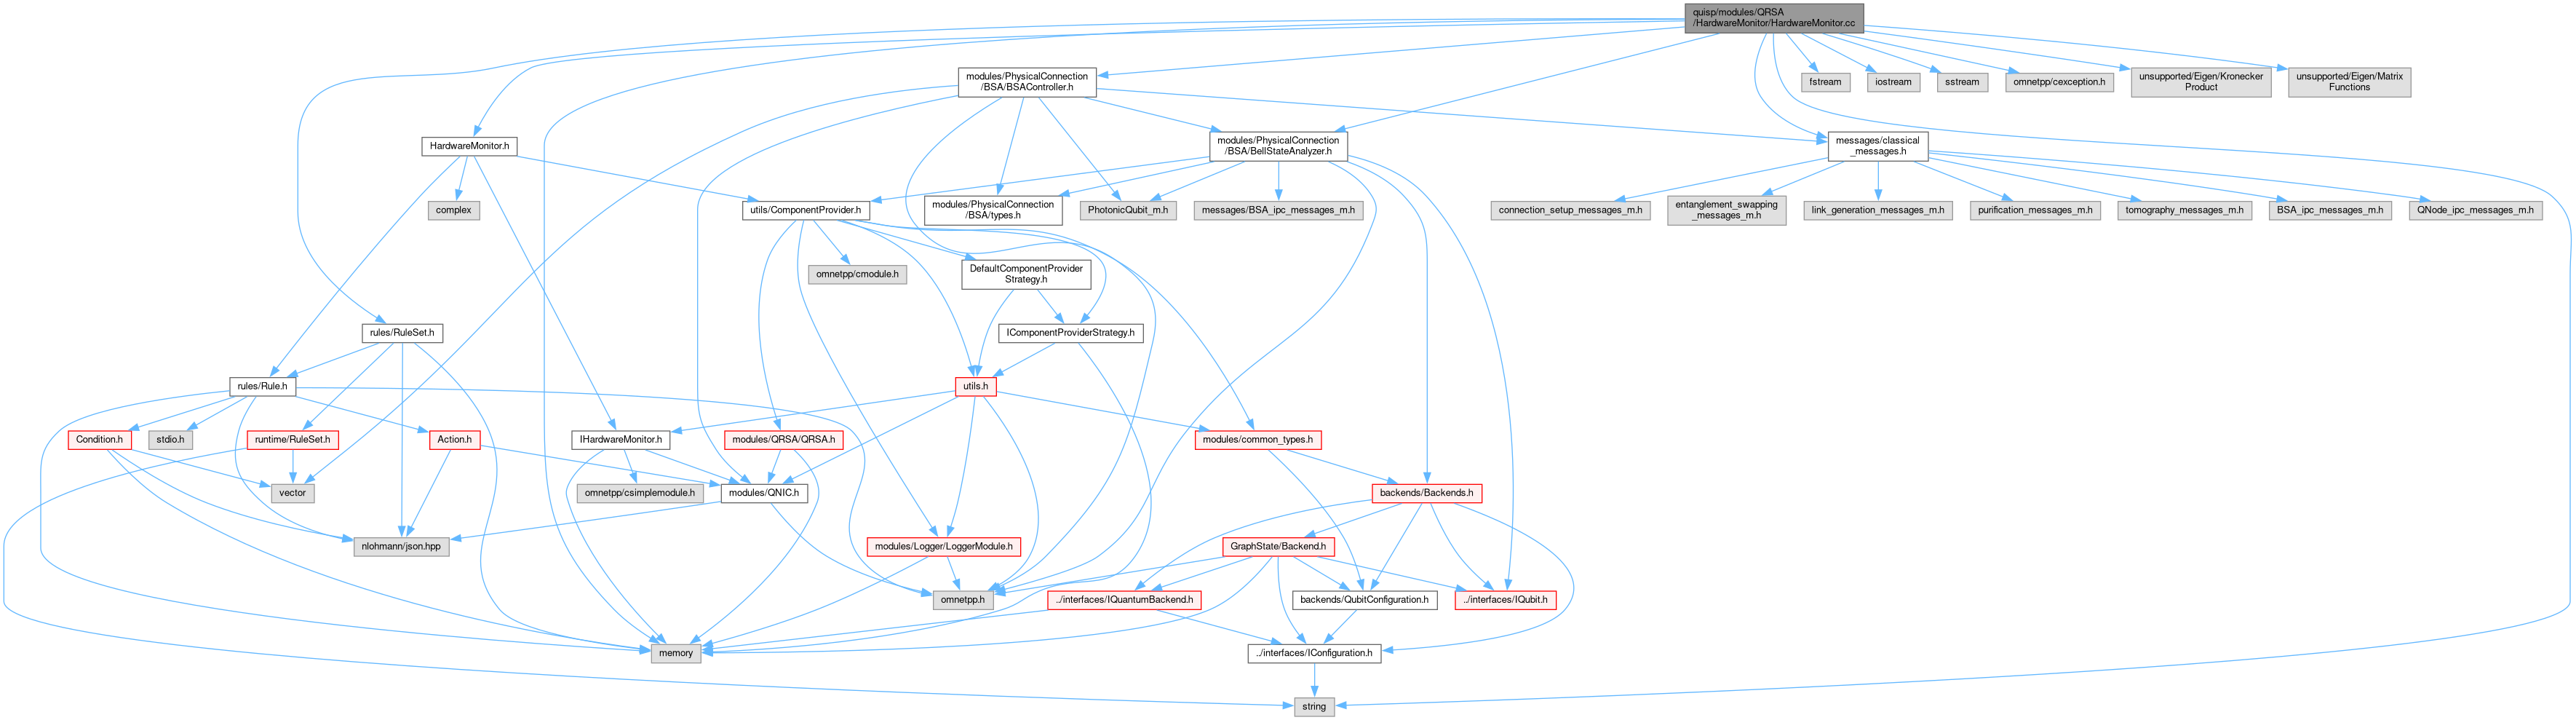 quisp/modules/QRSA
/HardwareMonitor/HardwareMonitor.cc
modules/PhysicalConnection
/BSA/BSAController.h
fstream
iostream
sstream
omnetpp/cexception.h
unsupported/Eigen/Kronecker
Product
unsupported/Eigen/Matrix
Functions
HardwareMonitor.h
modules/PhysicalConnection
/BSA/BellStateAnalyzer.h
messages/classical
_messages.h
complex
utils/ComponentProvider.h
modules/PhysicalConnection
/BSA/types.h
PhotonicQubit_m.h
messages/BSA_ipc_messages_m.h
connection_setup_messages_m.h
entanglement_swapping
_messages_m.h
link_generation_messages_m.h
purification_messages_m.h
tomography_messages_m.h
BSA_ipc_messages_m.h
QNode_ipc_messages_m.h
omnetpp/cmodule.h
DefaultComponentProvider
Strategy.h
rules/RuleSet.h
IComponentProviderStrategy.h
rules/Rule.h
utils.h
Condition.h
stdio.h
runtime/RuleSet.h
Action.h
IHardwareMonitor.h
modules/QRSA/QRSA.h
modules/common_types.h
vector
omnetpp/csimplemodule.h
modules/QNIC.h
backends/Backends.h
nlohmann/json.hpp
modules/Logger/LoggerModule.h
GraphState/Backend.h
omnetpp.h
../interfaces/IQuantumBackend.h
backends/QubitConfiguration.h
../interfaces/IQubit.h
memory
../interfaces/IConfiguration.h
string